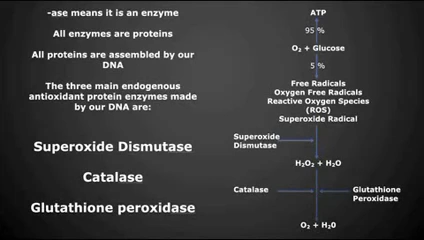 -ase means it is an enzyme
All enzymes are proteins
All proteins are assembled by our
DNA
The three main endogenous
antioxidant protein enzymes made
by our DNA are:
Superoxide Dismutase
Catalase
Glutathione peroxidase
ATP
95 %
O₂ + Glucose
5 %
Free Radicals
Oxygen Free Radicals
Reactive Oxygen Species
(ROS)
Superoxide Radical
Superoxide
Dismutase
H₂O₂ + H₂O
Catalase
Glutathione
Peroxidase
O₂ + H₂0